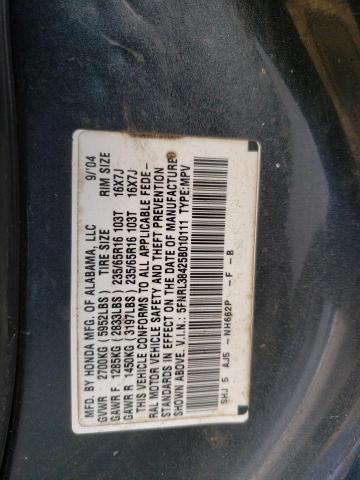 MFD. BY HONDA MFG. OF ALABAMA, LLC 9/'04
GVWR 2700KG (5952LBS) TIRE SIZE RIM SIZE
GAWR F. 1285KG (2833LBS) 235/65R16 103T 16X7J
GAWR R 1450KG (3197LBS) 235/65R16 103T 16X7J
THIS VEHICLE CONFORMS TO ALL APPLICABLE FEDE-
RAL MOTOR VEHICLE SAFETY AND THEFT PREVENTION
STANDARDS IN EFFECT ON THE DATE OF MANUFACTURE
SHOWN ABOVE. V.I.N.: 5FNRL38425B010111 TYPE:MPV
SHJ 5 AJ5 -NH662P -F -B